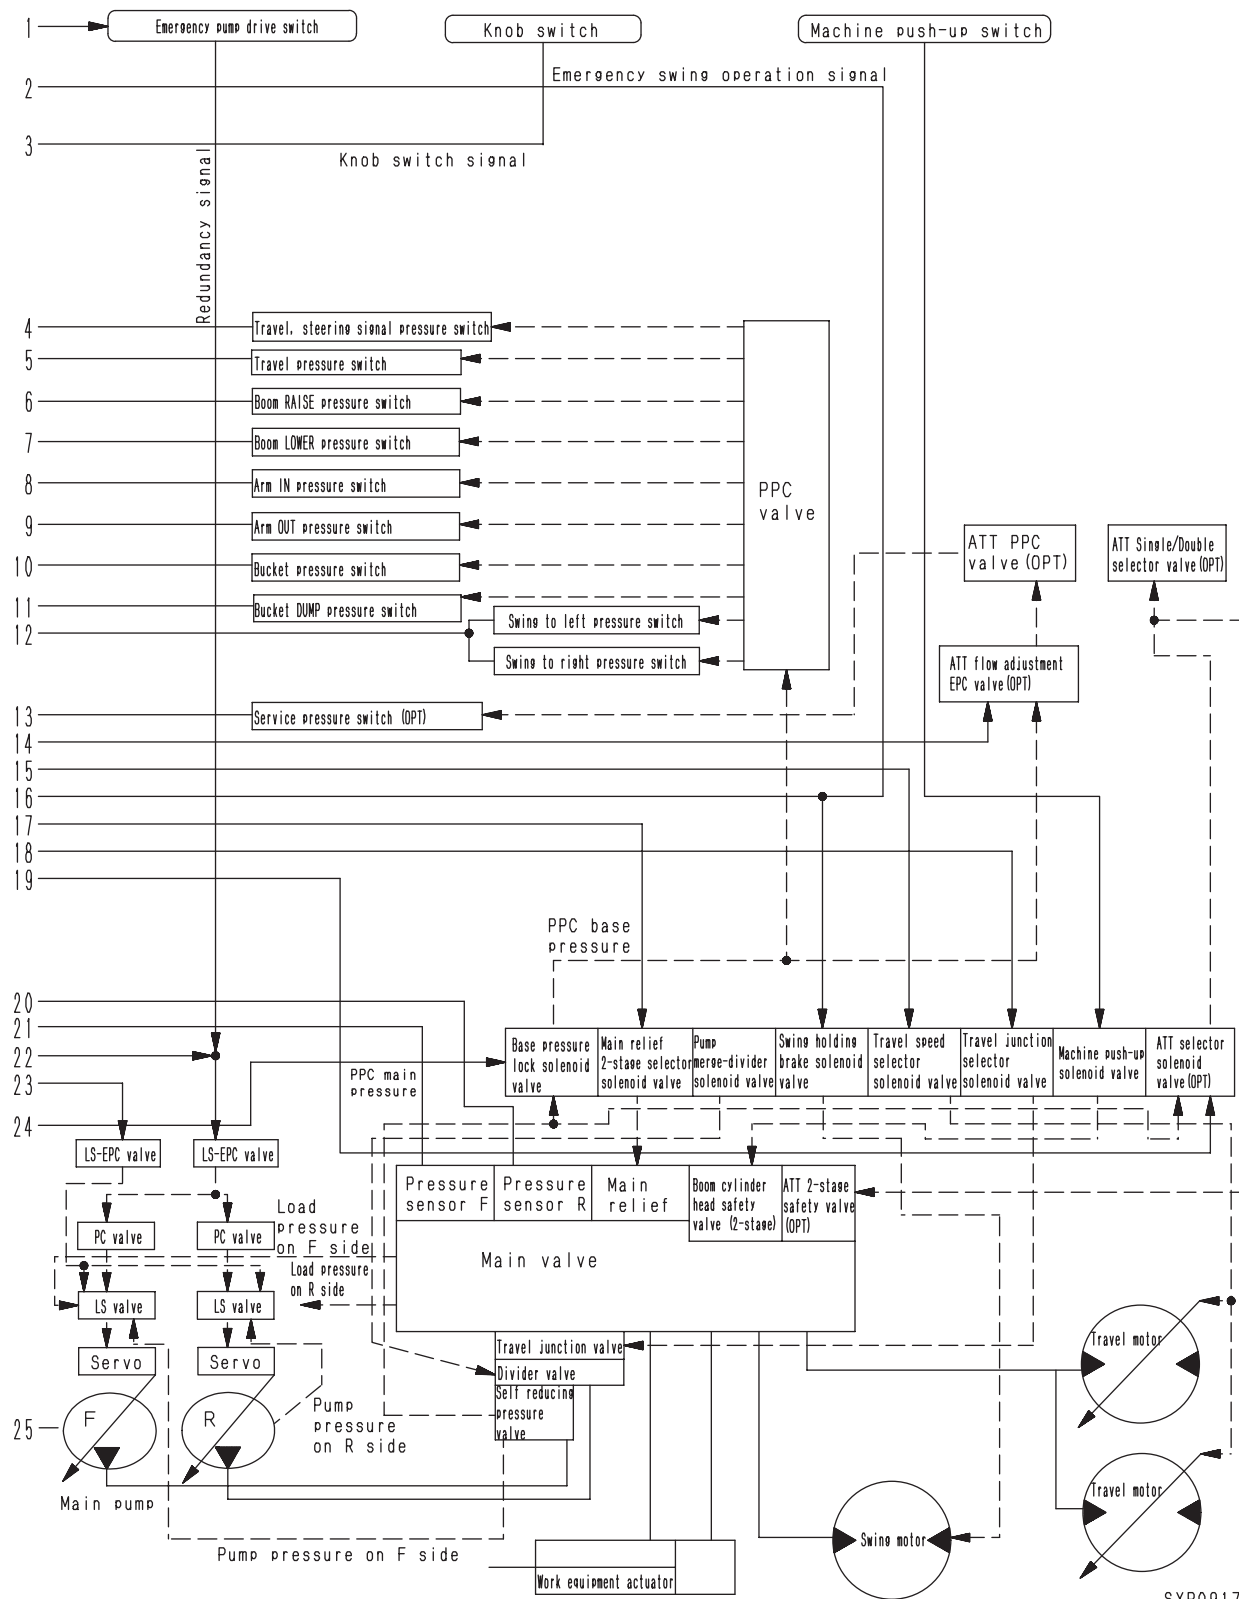 1
Emergency pump drive switch
Knob switch
Machine push-up switch
2
Emergency swing operation signal
3
Knob switch signal
Redundancy signal
4
Travel. steering signal pressure switch
5
Travel pressure switch
6
Boom RAISE pressure switch
7
Boom LOWER pressure switch
8
Arm IN pressure switch
9
Arm OUT pressure switch
10
Bucket pressure switch
11
Bucket DUMP pressure switch
12
Swing to left pressure switch
Swing to right pressure switch
PPC
valve
ATT PPC
valve (OPT)
ATT Single/Double
selector valve(OPT)
ATT flow adjustment
EPC valve(OPT)
13
Service pressure switch (OPT)
14
15
16
17
18
19
PPC base
pressure
20
21
22
23
24
PPC main
pressure
Base pressure
lock solenoid
valve
Main relief
2-stage selector
solenoid valve
Pump
merge-divider
solenoid valve
Swing holding
brake solenoid
valve
Travel speed
selector
solenoid valve
Travel junction
selector
solenoid valve
Machine push-up
solenoid valve
ATT selector
solenoid
valve(OPT)
LS-EPC valve
LS-EPC valve
PC valve
PC valve
Load
pressure
on F side
Load pressure
on R side
LS valve
LS valve
Servo
Servo
Pressure
sensor F
Pressure
sensor R
Main
relief
Boom cylinder
head safety
valve (2-stage)
ATT 2-stage
safety valve
(OPT)
Main valve
Travel junction valve
Divider valve
Self reducing
pressure
valve
25
F
R
Pump
pressure
on R side
Main pump
Pump pressure on F side
Work equipment actuator
Swing motor
Travel motor
Travel motor
SXP0917